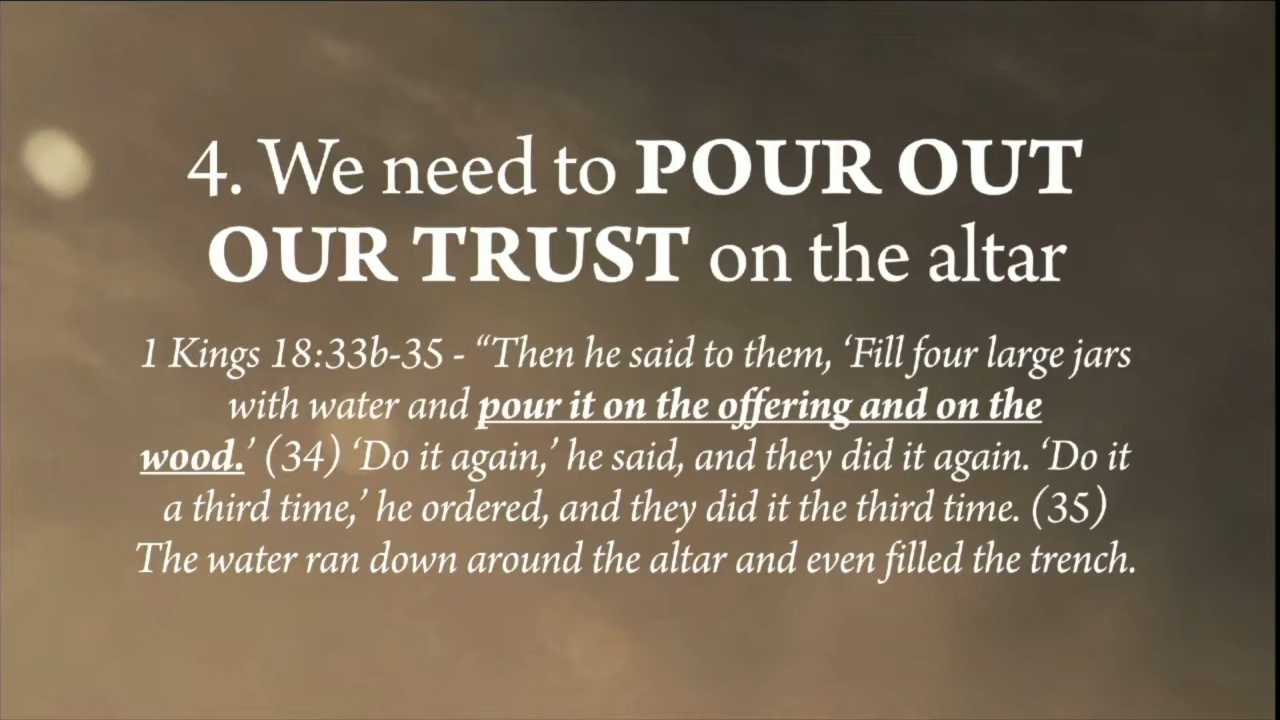 4. We need to POUR OUT
OUR TRUST on the altar
1 Kings 18:33b-35 - “Then he said to them, ‘Fill four large jars
with water and pour it on the offering and on the
wood.’ (34) ‘Do it again,’ he said, and they did it again. ‘Do it
a third time,’ he ordered, and they did it the third time. (35)
The water ran down around the altar and even filled the trench.